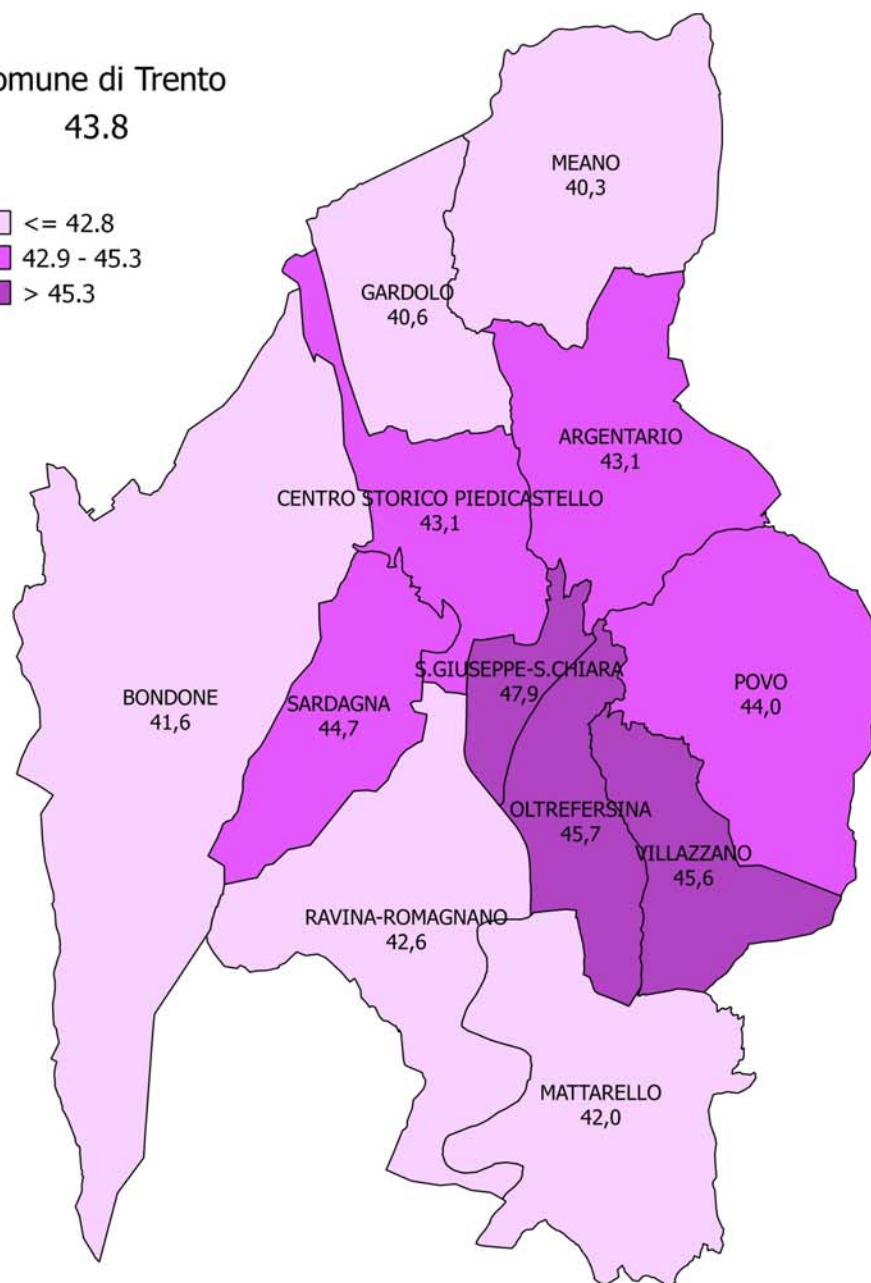 omune di Trento
43.8
<= 42.8
42.9 - 45.3
> 45.3
MEANO
40,3
GARDOLO
40,6
ARGENTARIO
43,1
CENTRO STORICO PIEDICASTELLO
43,1
S.GIUSEPPE-S.CHIARA
47,9
POVO
44,0
BONDONE
41,6
SARDAGNA
44,7
OLTREFERSINA
45,7
VILLAZZANO
45,6
RAVINA-ROMAGNANO
42,6
MATTARELLO
42,0